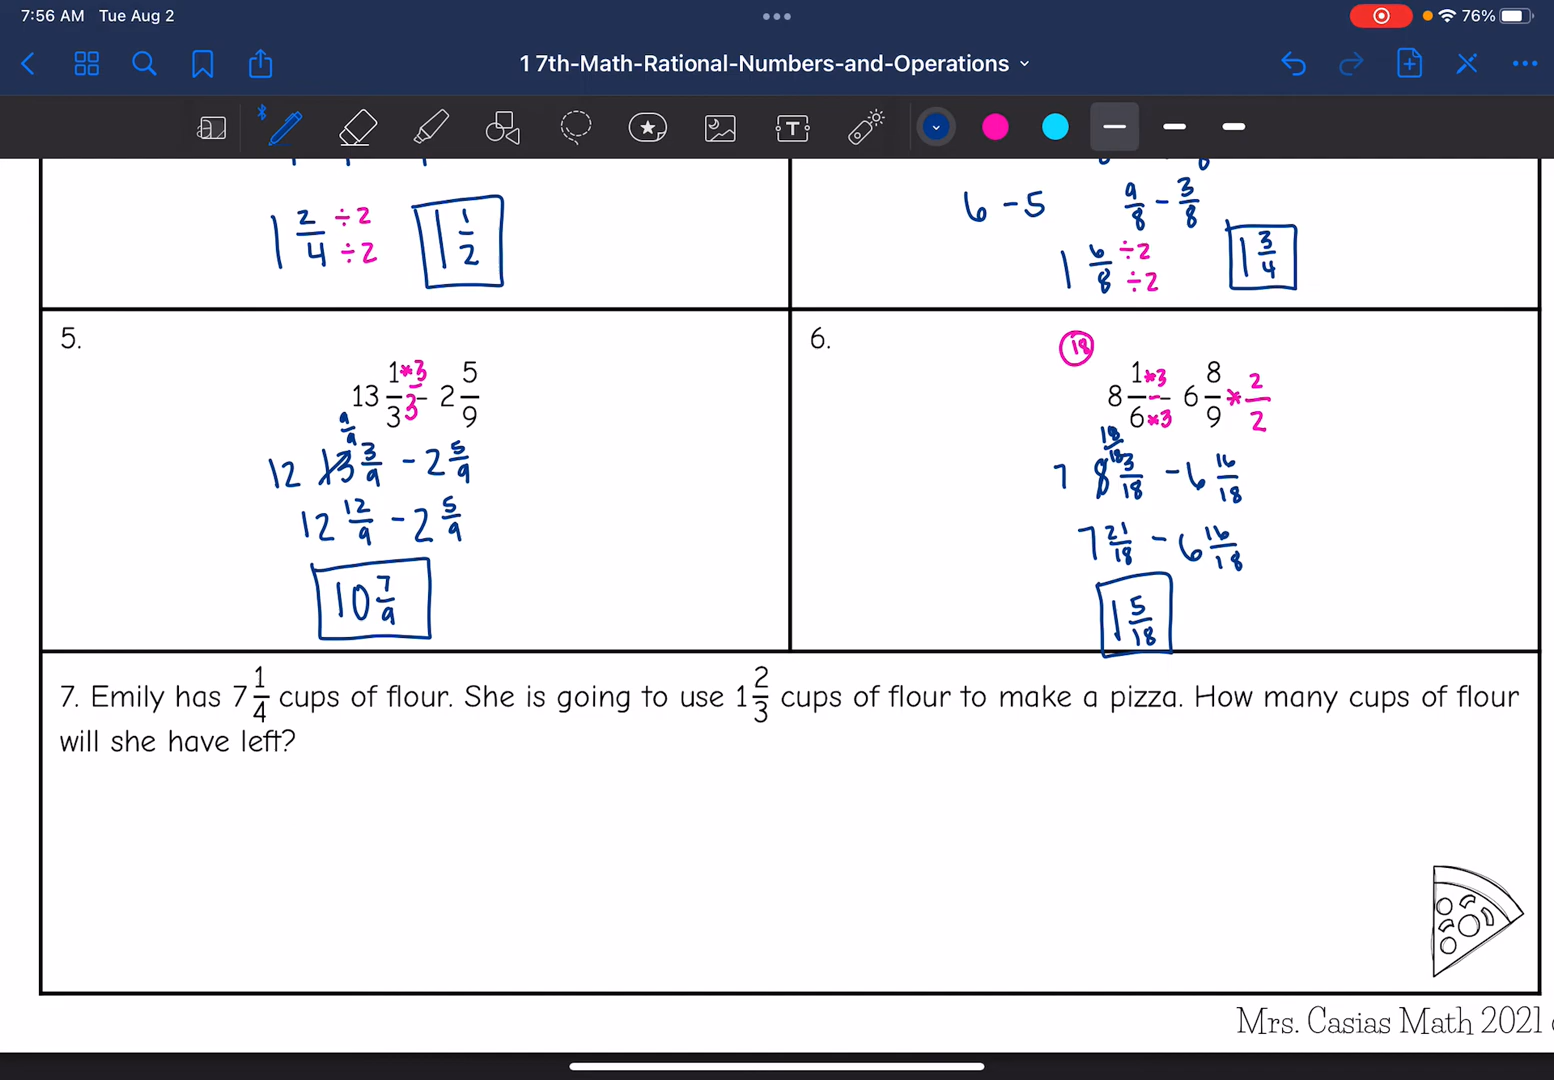 7:56 AM Tue Aug 2
76%
1 7th-Math-Rational-Numbers-and-Operations
1 2/4 ÷2 ÷2
1 1/2
6 - 5 9/8 - 3/8
1 6/8 ÷2 ÷2
1 3/4
5.
13 1/3 *3/3 - 2 5/9
9/9
12 13 3/9 - 2 5/9
12 12/9 - 2 5/9
10 7/9
6.
18
8 1/6 *3 *3 - 6 8/9 * 2/2
18/18
7 8 3/18 - 6 16/18
7 21/18 - 6 16/18
1 5/18
7. Emily has 7 1/4 cups of flour. She is going to use 1 2/3 cups of flour to make a pizza. How many cups of flour
will she have left?
Mrs. Casias Math 2021